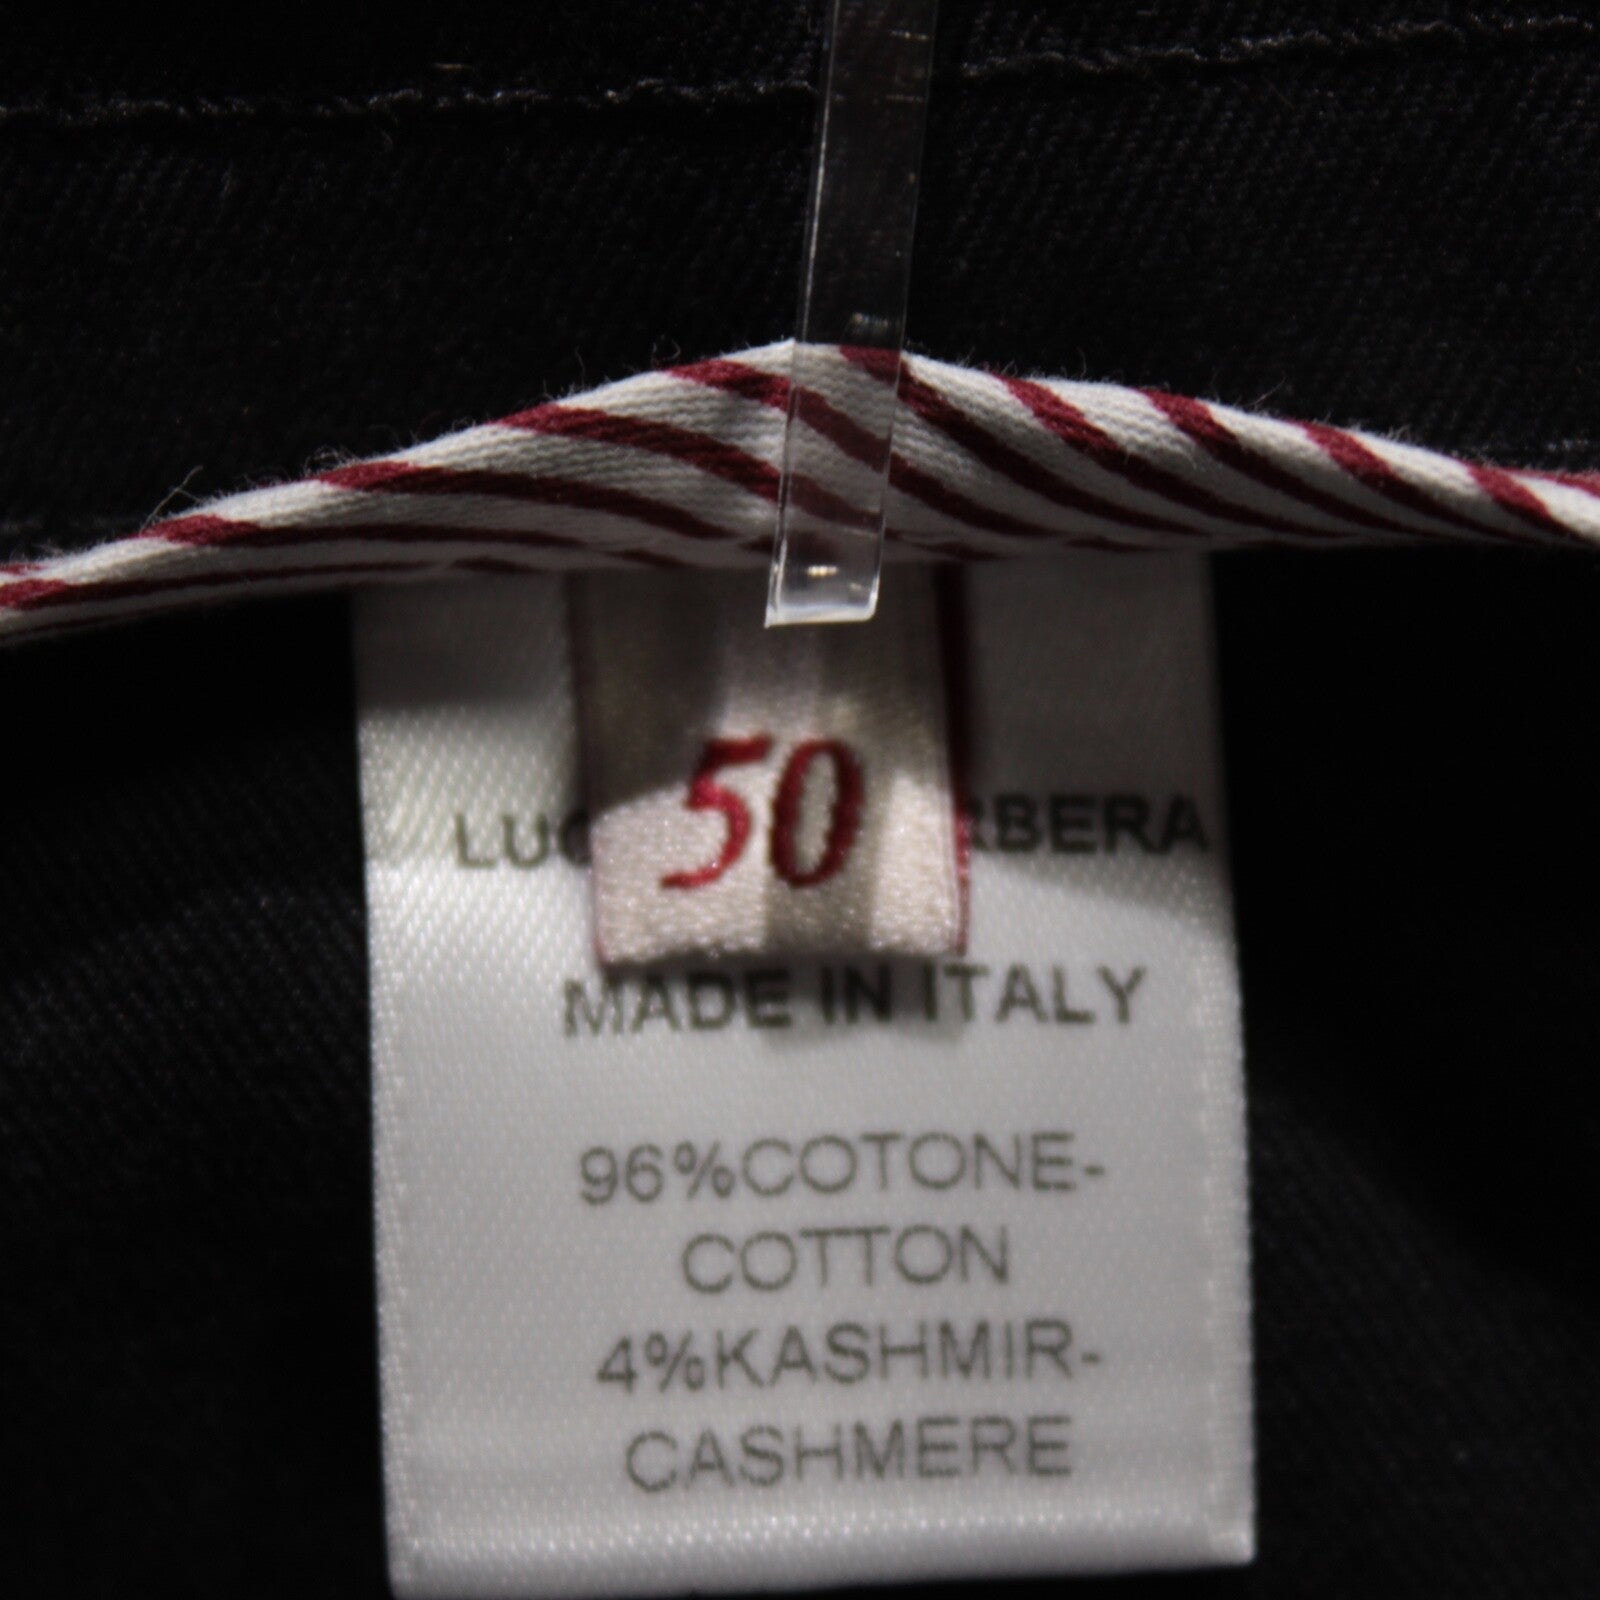 50
MADE IN ITALY
96%COTONE-
COTTON
4%KASHMIR-
CASHMERE